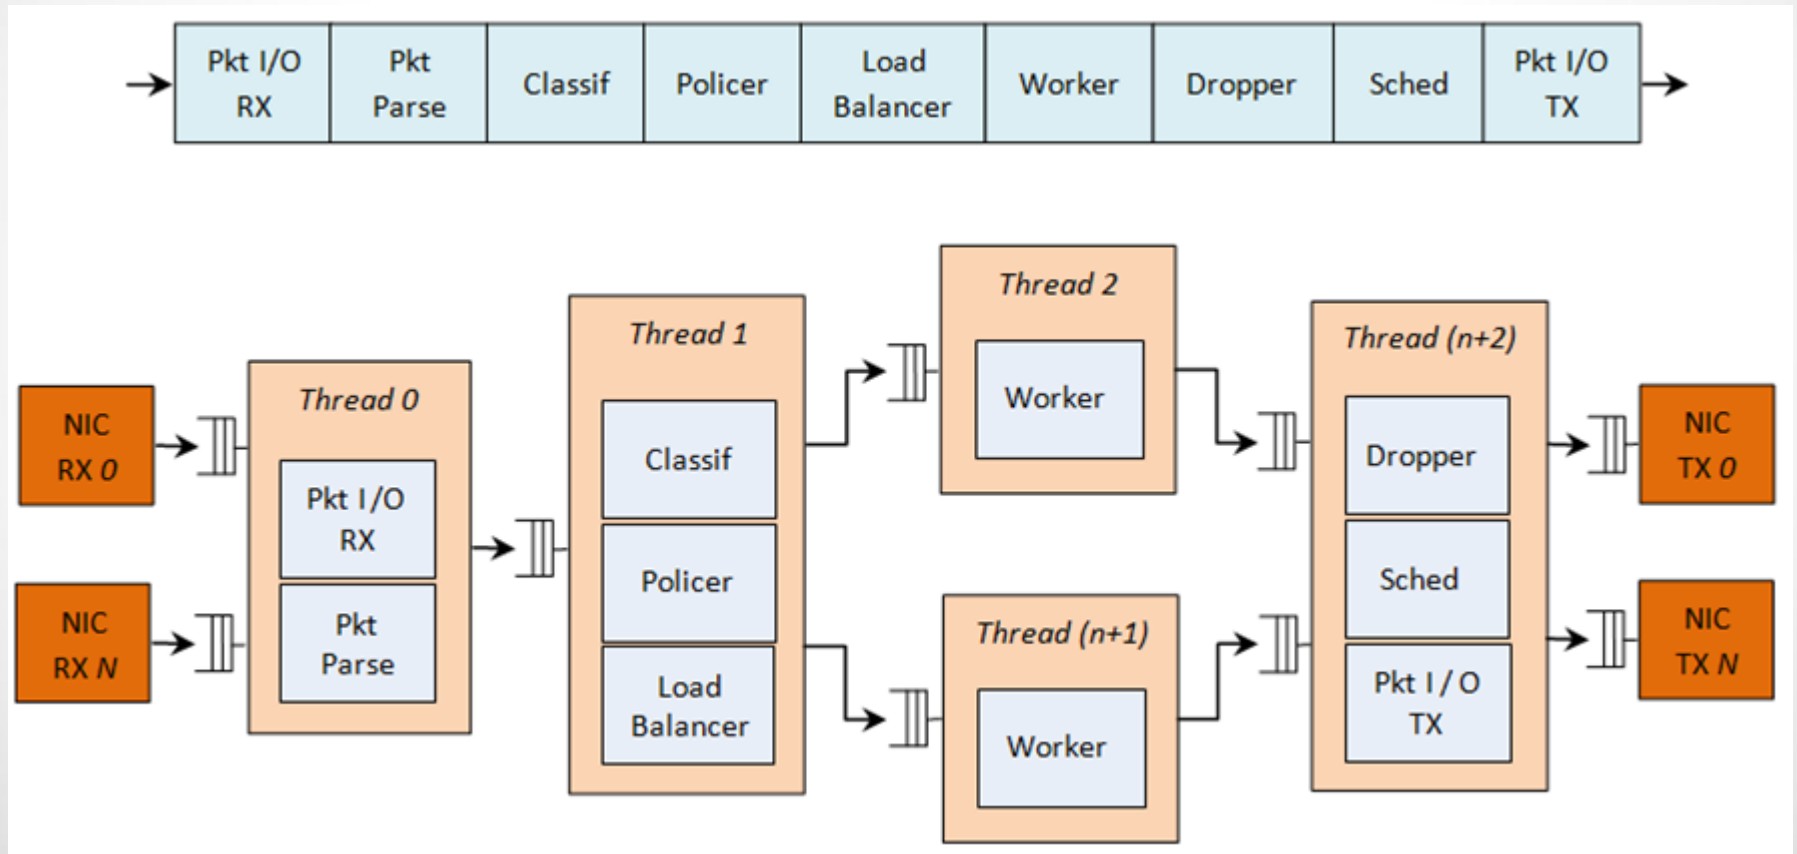 Pkt I/O
RX
Pkt
Parse
Classif
Policer
Load
Balancer
Worker
Dropper
Sched
Pkt I/O
TX
NIC
RX 0
NIC
RX N
Thread 0
Pkt I/O
RX
Pkt
Parse
Thread 1
Classif
Policer
Load
Balancer
Thread 2
Worker
Thread (n+1)
Worker
Thread (n+2)
Dropper
Sched
Pkt I / O
TX
NIC
TX 0
NIC
TX N